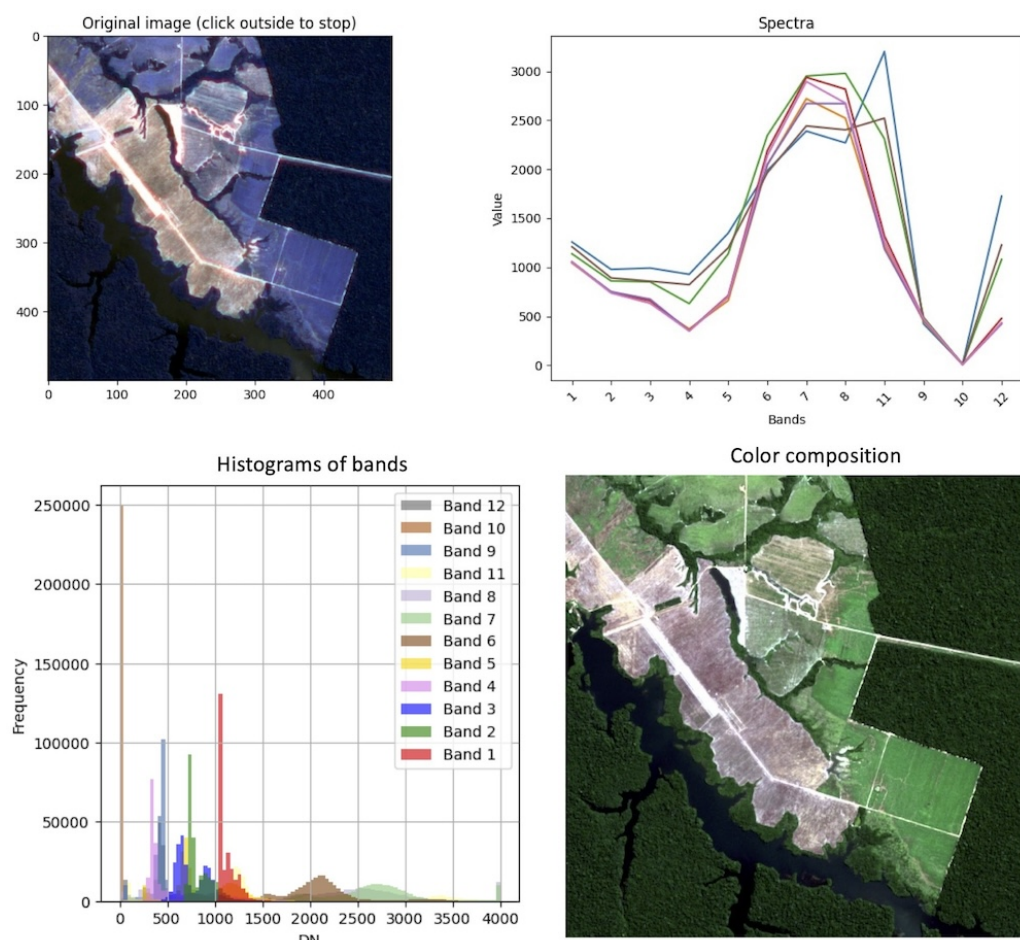 Original image (click outside to stop)
0
100
200
300
400
0 100 200 300 400
Spectra
Value
3000
2500
2000
1500
1000
500
0
1 2 3 4 5 6 7 8 11 9 10 12
Bands
Histograms of bands
Frequency
250000
200000
150000
100000
50000
0
Band 12
Band 10
Band 9
Band 11
Band 8
Band 7
Band 6
Band 5
Band 4
Band 3
Band 2
Band 1
0 500 1000 1500 2000 2500 3000 3500 4000
DN
Color composition